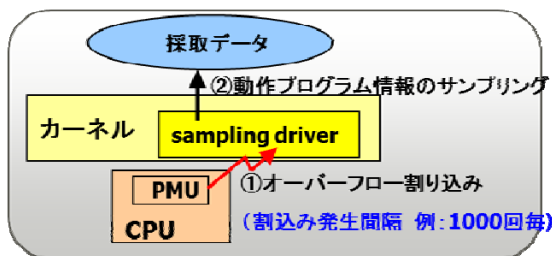 採取データ
②動作プログラム情報のサンプリング
カーネル
sampling driver
PMU
①オーバーフロー割り込み
CPU
(割込み発生間隔 例:1000回毎)